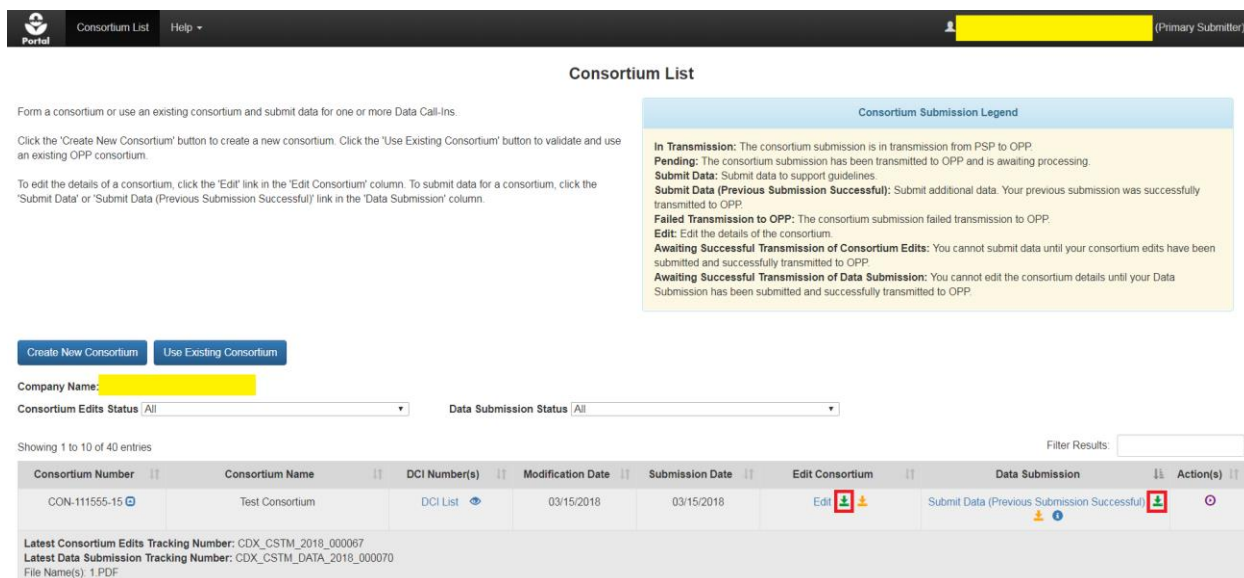 Portal
Consortium List
Help
(Primary Submitter)
Consortium List
Form a consortium or use an existing consortium and submit data for one or more Data Call-Ins.
Click the 'Create New Consortium' button to create a new consortium. Click the 'Use Existing Consortium' button to validate and use
an existing OPP consortium.
To edit the details of a consortium, click the 'Edit' link in the 'Edit Consortium' column. To submit data for a consortium, click the
'Submit Data' or 'Submit Data (Previous Submission Successful)' link in the 'Data Submission' column.
Consortium Submission Legend
In Transmission: The consortium submission is in transmission from PSP to OPP.
Pending: The consortium submission has been transmitted to OPP and is awaiting processing.
Submit Data: Submit data to support guidelines.
Submit Data (Previous Submission Successful): Submit additional data. Your previous submission was successfully
transmitted to OPP.
Failed Transmission to OPP: The consortium submission failed transmission to OPP.
Edit: Edit the details of the consortium.
Awaiting Successful Transmission of Consortium Edits: You cannot submit data until your consortium edits have been
submitted and successfully transmitted to OPP.
Awaiting Successful Transmission of Data Submission: You cannot edit the consortium details until your Data
Submission has been submitted and successfully transmitted to OPP.
Create New Consortium Use Existing Consortium
Company Name:
Consortium Edits Status All Data Submission Status All
Showing 1 to 10 of 40 entries Filter Results:
Consortium Number Consortium Name DCI Number(s) Modification Date Submission Date Edit Consortium Data Submission Action(s)
CON-111555-15 Test Consortium DCI List 03/15/2018 03/15/2018 Edit Submit Data (Previous Submission Successful)
Latest Consortium Edits Tracking Number: CDX_CSTM_2018_000067
Latest Data Submission Tracking Number: CDX_CSTM_DATA_2018_000070
File Name(s): 1.PDF